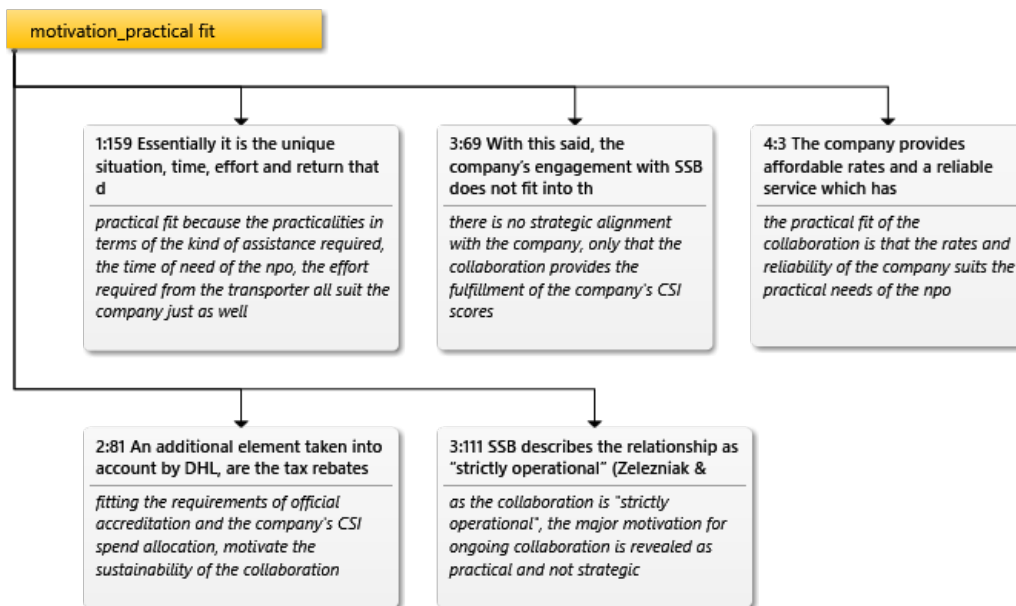 motivation_practical fit
1:159 Essentially it is the unique
situation, time, effort and return that
d
practical fit because the practicalities in
terms of the kind of assistance required,
the time of need of the npo, the effort
required from the transporter all suit the
company just as well
3:69 With this said, the
company's engagement with SSB
does not fit into th
there is no strategic alignment
with the company, only that the
collaboration provides the
fulfillment of the company's CSI
scores
4:3 The company provides
affordable rates and a reliable
service which has
the practical fit of the
collaboration is that the rates and
reliability of the company suits the
practical needs of the npo
2:81 An additional element taken into
account by DHL, are the tax rebates
fitting the requirements of official
accreditation and the company's CSI
spend allocation, motivate the
sustainability of the collaboration
3:111 SSB describes the relationship as
"strictly operational" (Zelezniak &
as the collaboration is "strictly
operational", the major motivation for
ongoing collaboration is revealed as
practical and not strategic